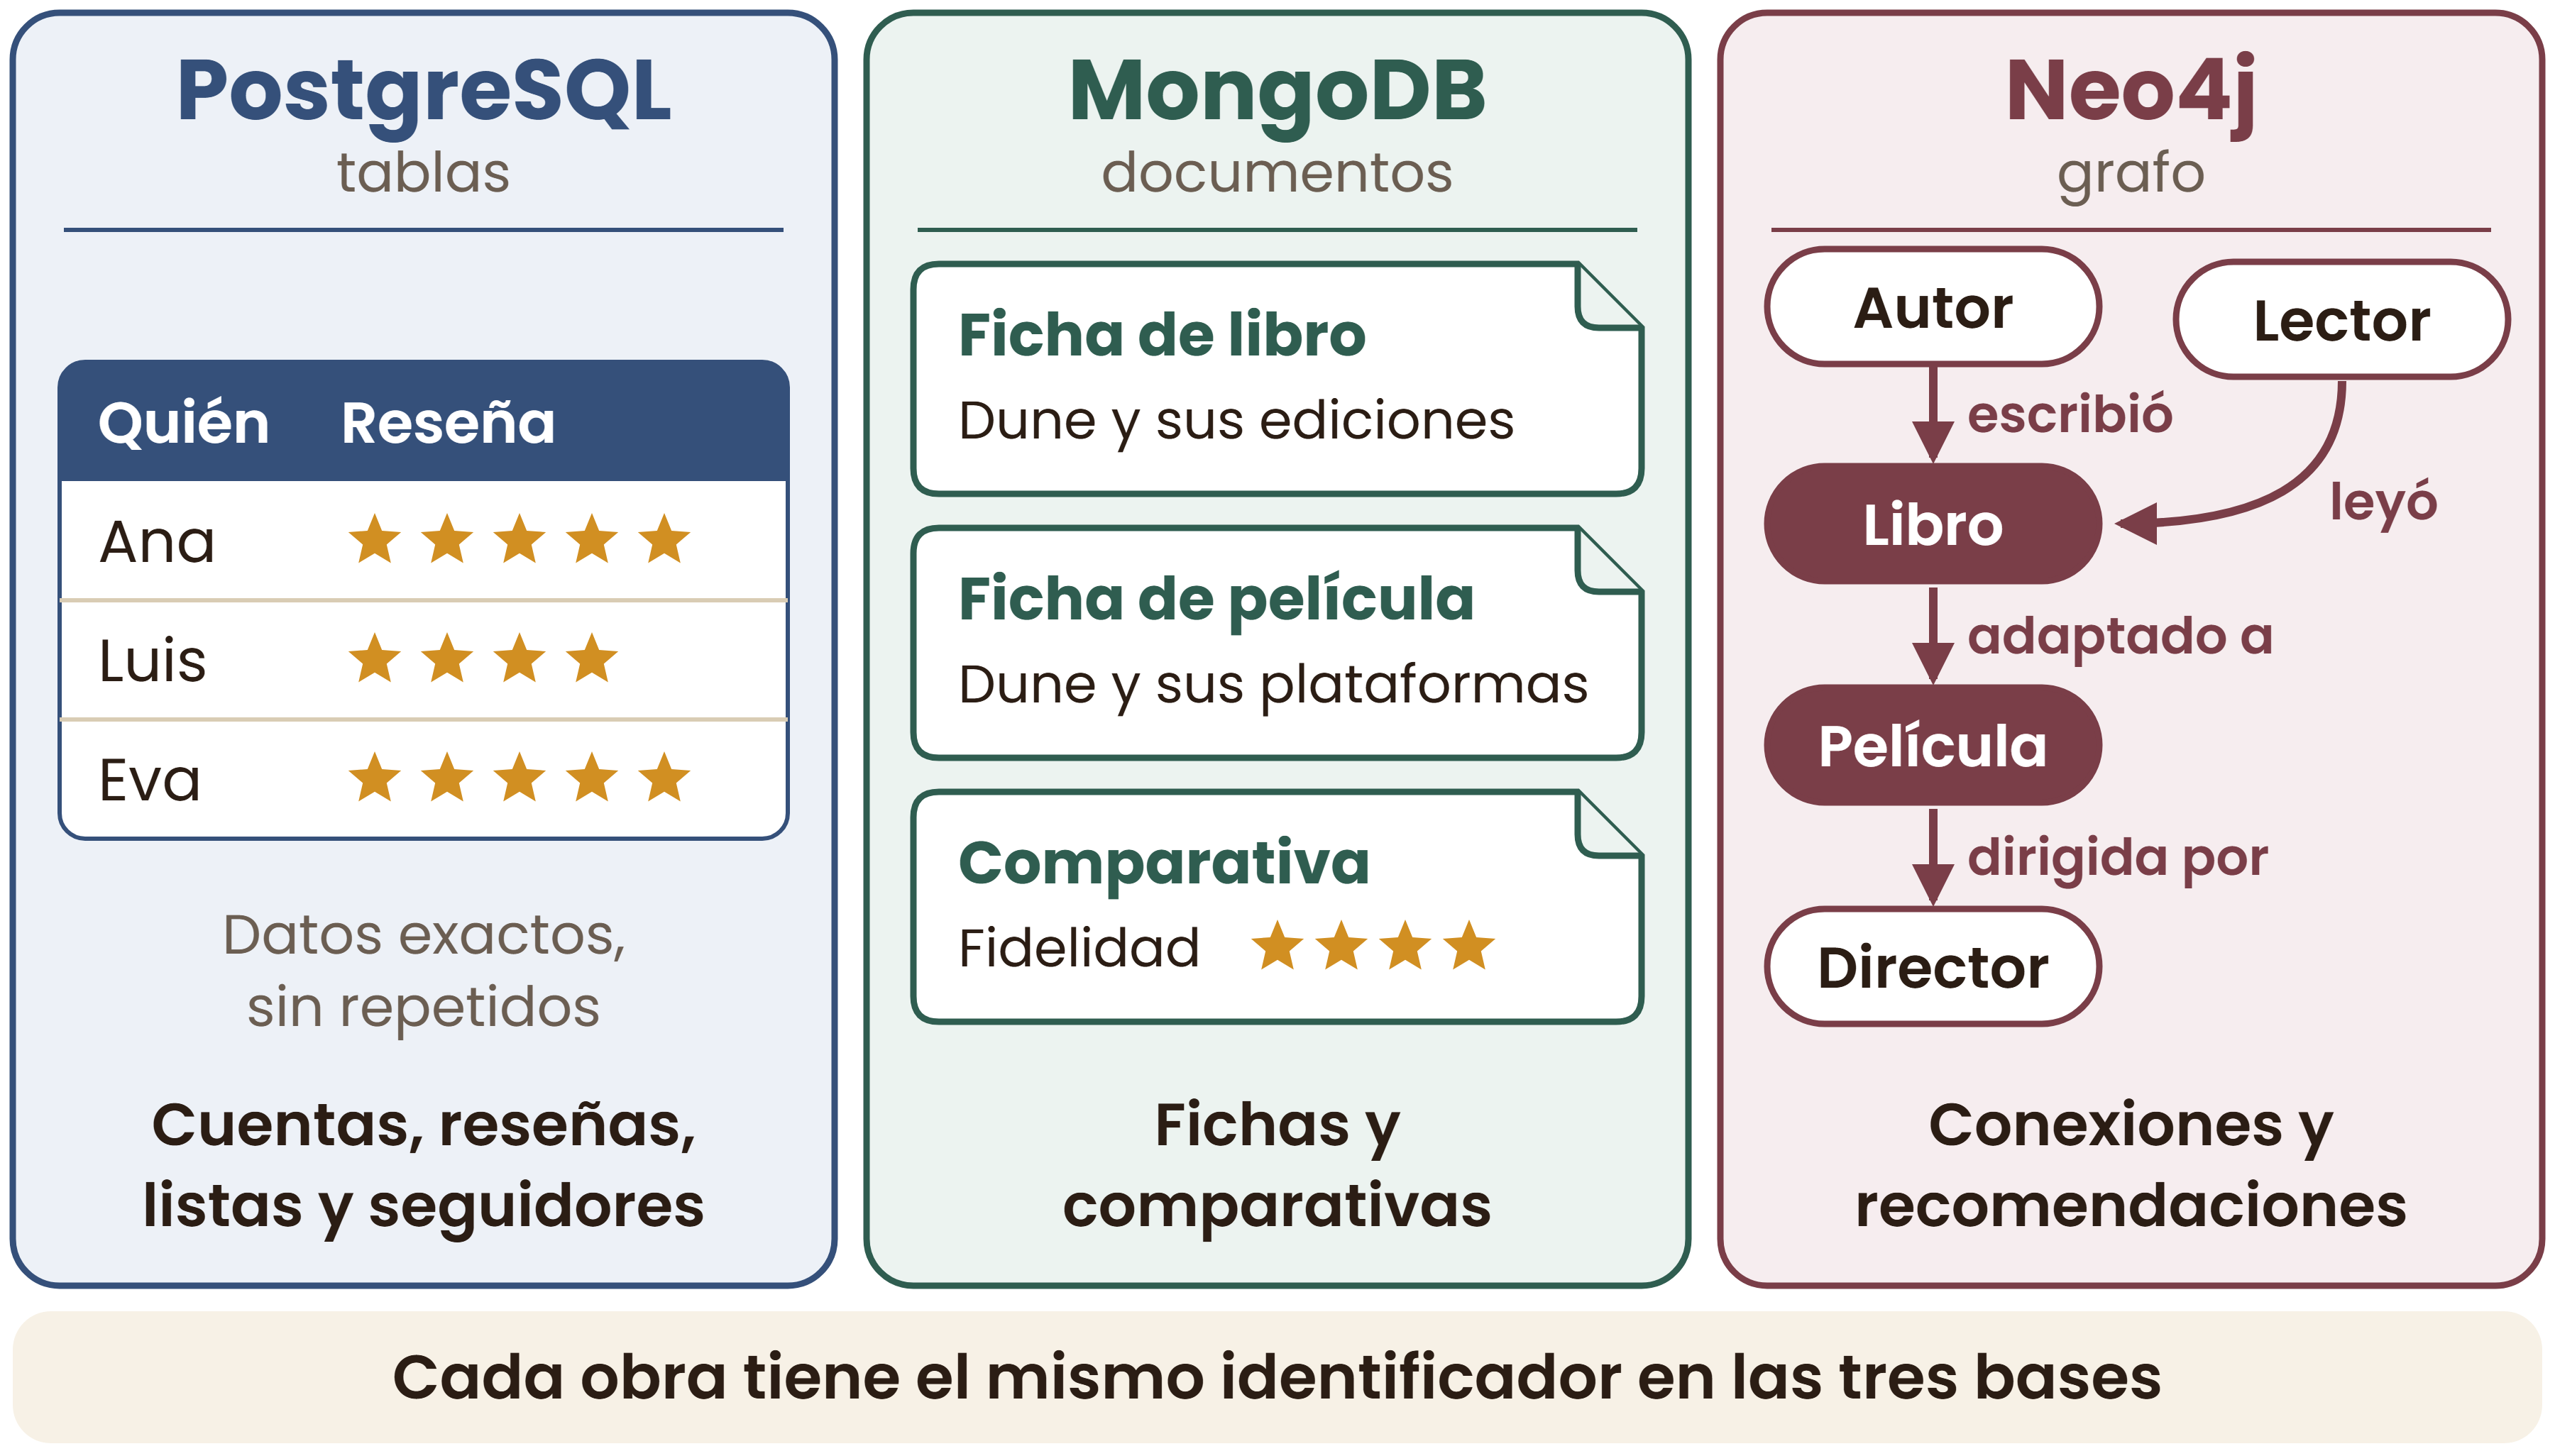 PostgreSQL
tablas
Quién Reseña
Ana
Luis
Eva
Datos exactos,
sin repetidos
Cuentas, reseñas,
listas y seguidores
MongoDB
documentos
Ficha de libro
Dune y sus ediciones
Ficha de película
Dune y sus plataformas
Comparativa
Fidelidad
Fichas y
comparativas
Neo4j
grafo
Autor
Lector
escribió
leyó
Libro
adaptado a
Película
dirigida por
Director
Conexiones y
recomendaciones
Cada obra tiene el mismo identificador en las tres bases